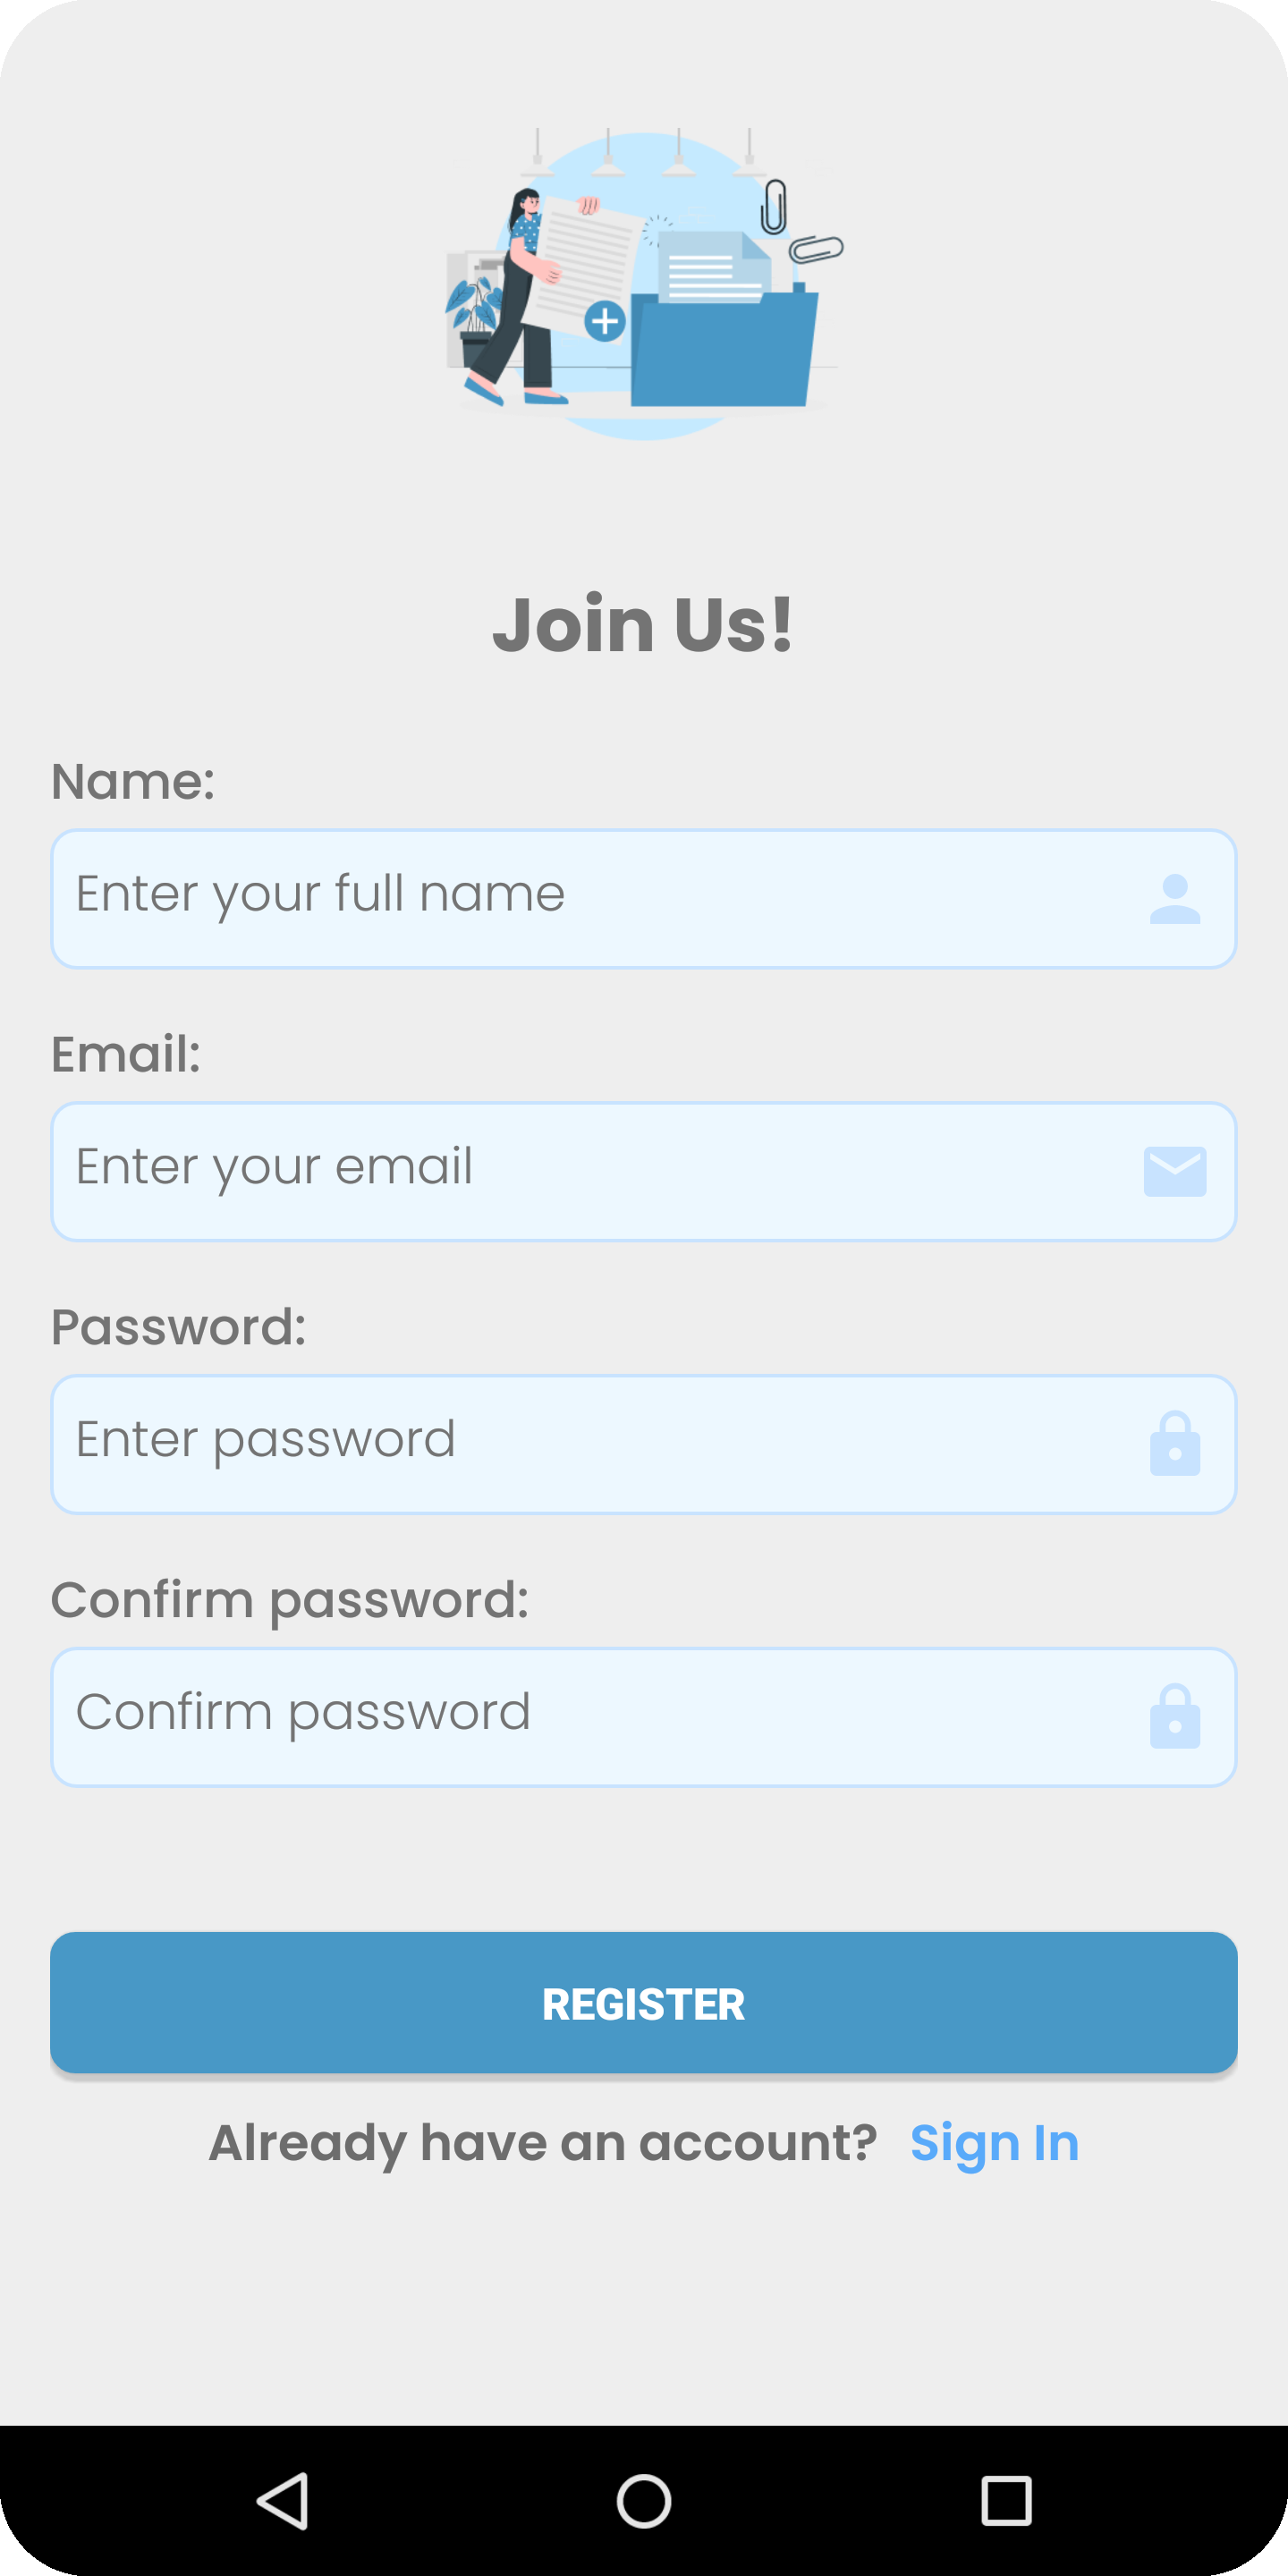 Join Us!
Name:
Enter your full name
Email:
Enter your email
Password:
Enter password
Confirm password:
Confirm password
REGISTER
Already have an account? Sign In